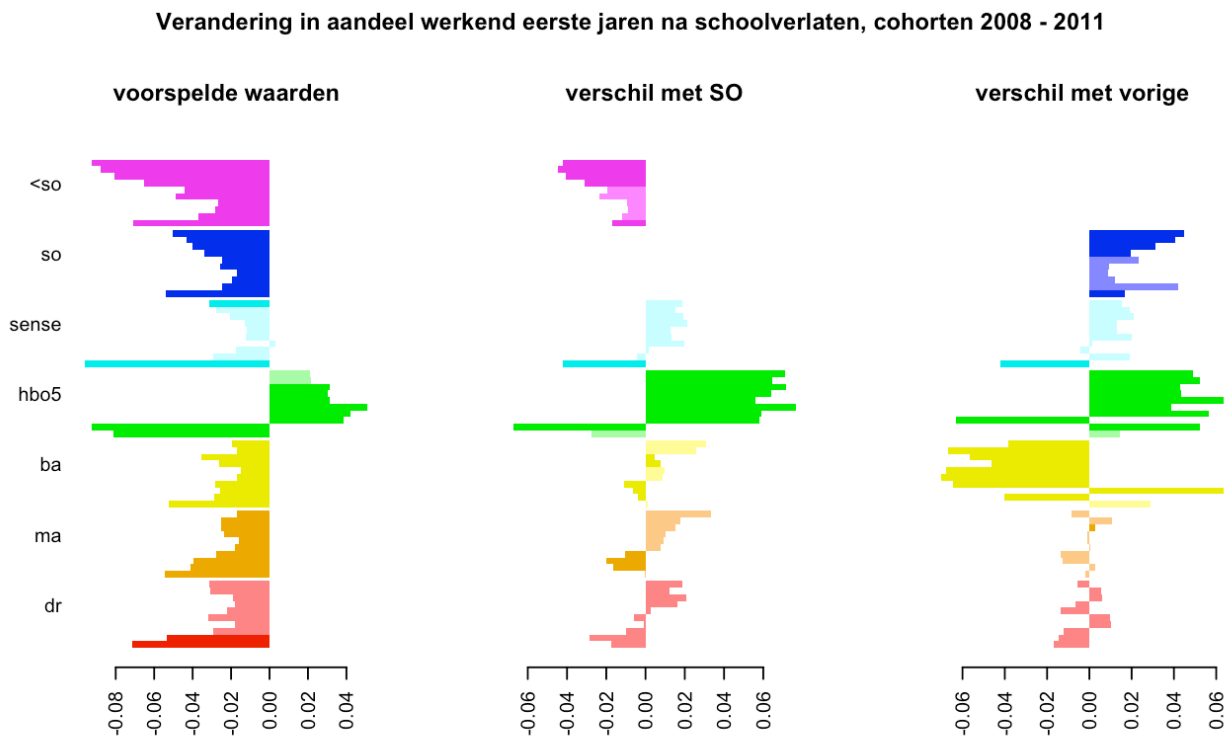 Verandering in aandeel werkend eerste jaren na schoolverlaten, cohorten 2008 - 2011
voorspelde waarden
verschil met SO
verschil met vorige
<so
so
sense
hbo5
ba
ma
dr
-0.08 -0.06 -0.04 -0.02 0.00 0.02 0.04
-0.06 -0.04 -0.02 0.00 0.02 0.04 0.06
-0.06 -0.04 -0.02 0.00 0.02 0.04 0.06